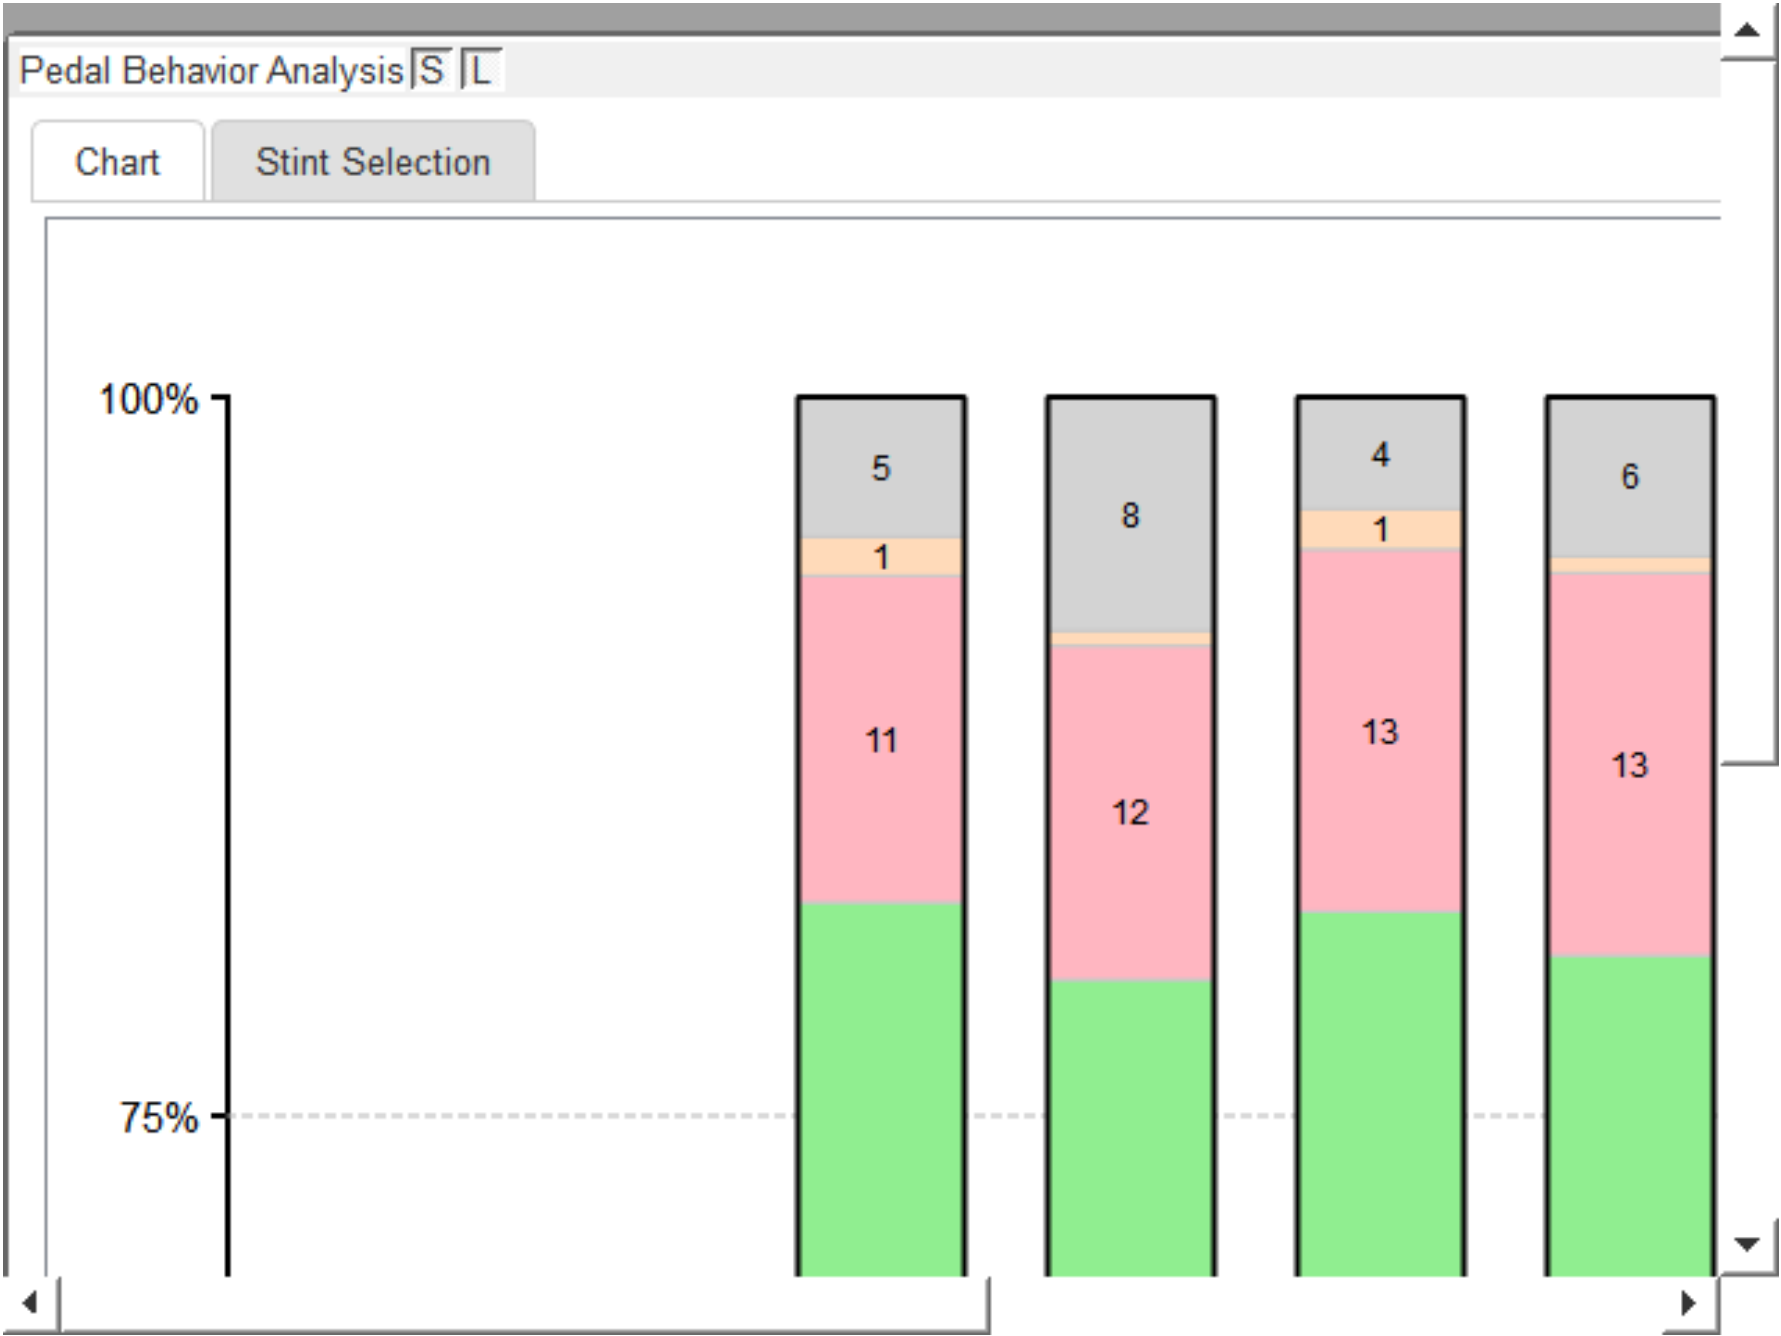 Pedal Behavior Analysis S L
Chart Stint Selection
100%
5 8 4 6
1 1
11 12 13 13
75%